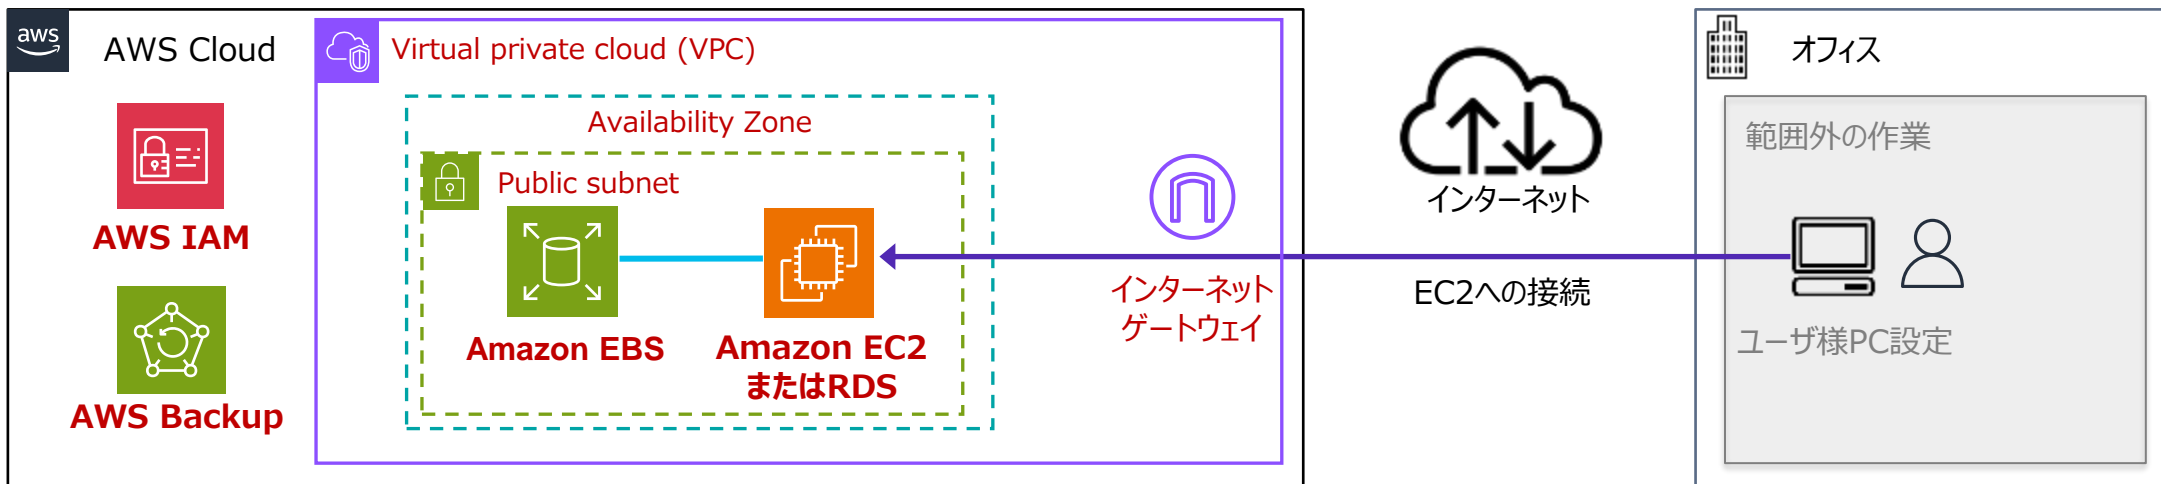 aws
AWS Cloud
Virtual private cloud (VPC)
オフィス
Availability Zone
範囲外の作業
Public subnet
インターネット
AWS IAM
インターネット
ゲートウェイ
EC2への接続
Amazon EBS
Amazon EC2
またはRDS
ユーザ様PC設定
AWS Backup